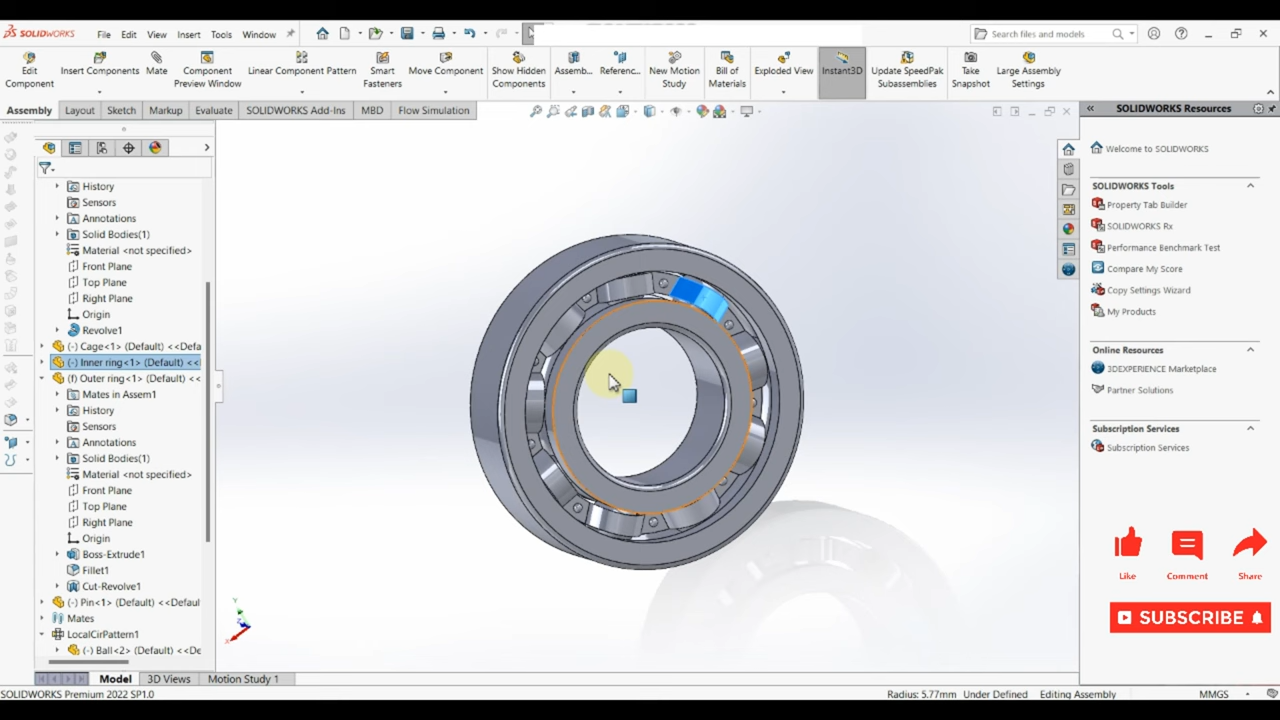 SOLIDWORKS File Edit View Insert Tools Window Search files and models
Edit Component Insert Components Mate Component Preview Window Linear Component Pattern Smart Fasteners Move Component Show Hidden Components Assemb... Referenc... New Motion Study Bill of Materials Exploded View Instant3D Update SpeedPak Subassemblies Take Snapshot Large Assembly Settings
Assembly Layout Sketch Markup Evaluate SOLIDWORKS Add-Ins MBD Flow Simulation
SOLIDWORKS Resources
Welcome to SOLIDWORKS
SOLIDWORKS Tools
Property Tab Builder
SOLIDWORKS Rx
Performance Benchmark Test
Compare My Score
Copy Settings Wizard
My Products
Online Resources
3DEXPERIENCE Marketplace
Partner Solutions
Subscription Services
Subscription Services
History
Sensors
Annotations
Solid Bodies(1)
Material <not specified>
Front Plane
Top Plane
Right Plane
Origin
Revolve1
(-) Cage<1> (Default) <<Defa
(-) Inner ring<1> (Default) <<
(f) Outer ring<1> (Default) <<
Mates in Assem1
History
Sensors
Annotations
Solid Bodies(1)
Material <not specified>
Front Plane
Top Plane
Right Plane
Origin
Boss-Extrude1
Fillet1
Cut-Revolve1
(-) Pin<1> (Default) <<Defaul
Mates
LocalCirPattern1
(-) Ball<2> (Default) <<De
Y
X
Like Comment Share
SUBSCRIBE
Model 3D Views Motion Study 1
SOLIDWORKS Premium 2022 SP1.0 Radius: 5.77mm Under Defined Editing Assembly MMGS